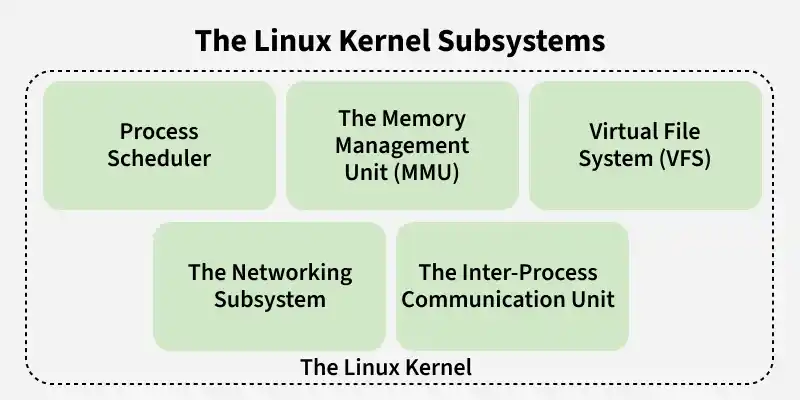 The Linux Kernel Subsystems
Process
Scheduler
The Memory
Management
Unit (MMU)
Virtual File
System (VFS)
The Networking
Subsystem
The Inter-Process
Communication Unit
The Linux Kernel